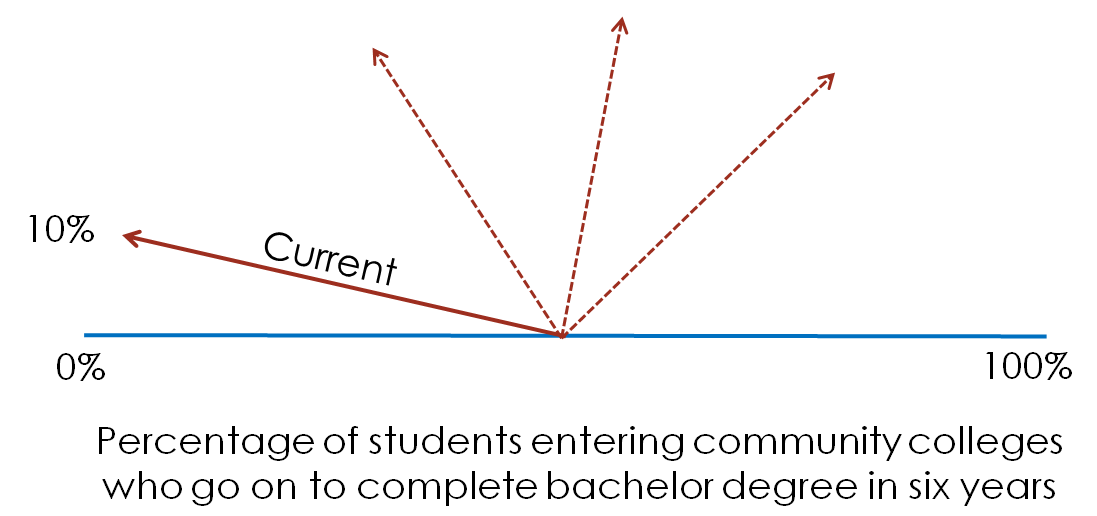 10%
Current
0%
100%
Percentage of students entering community colleges
who go on to complete bachelor degree in six years